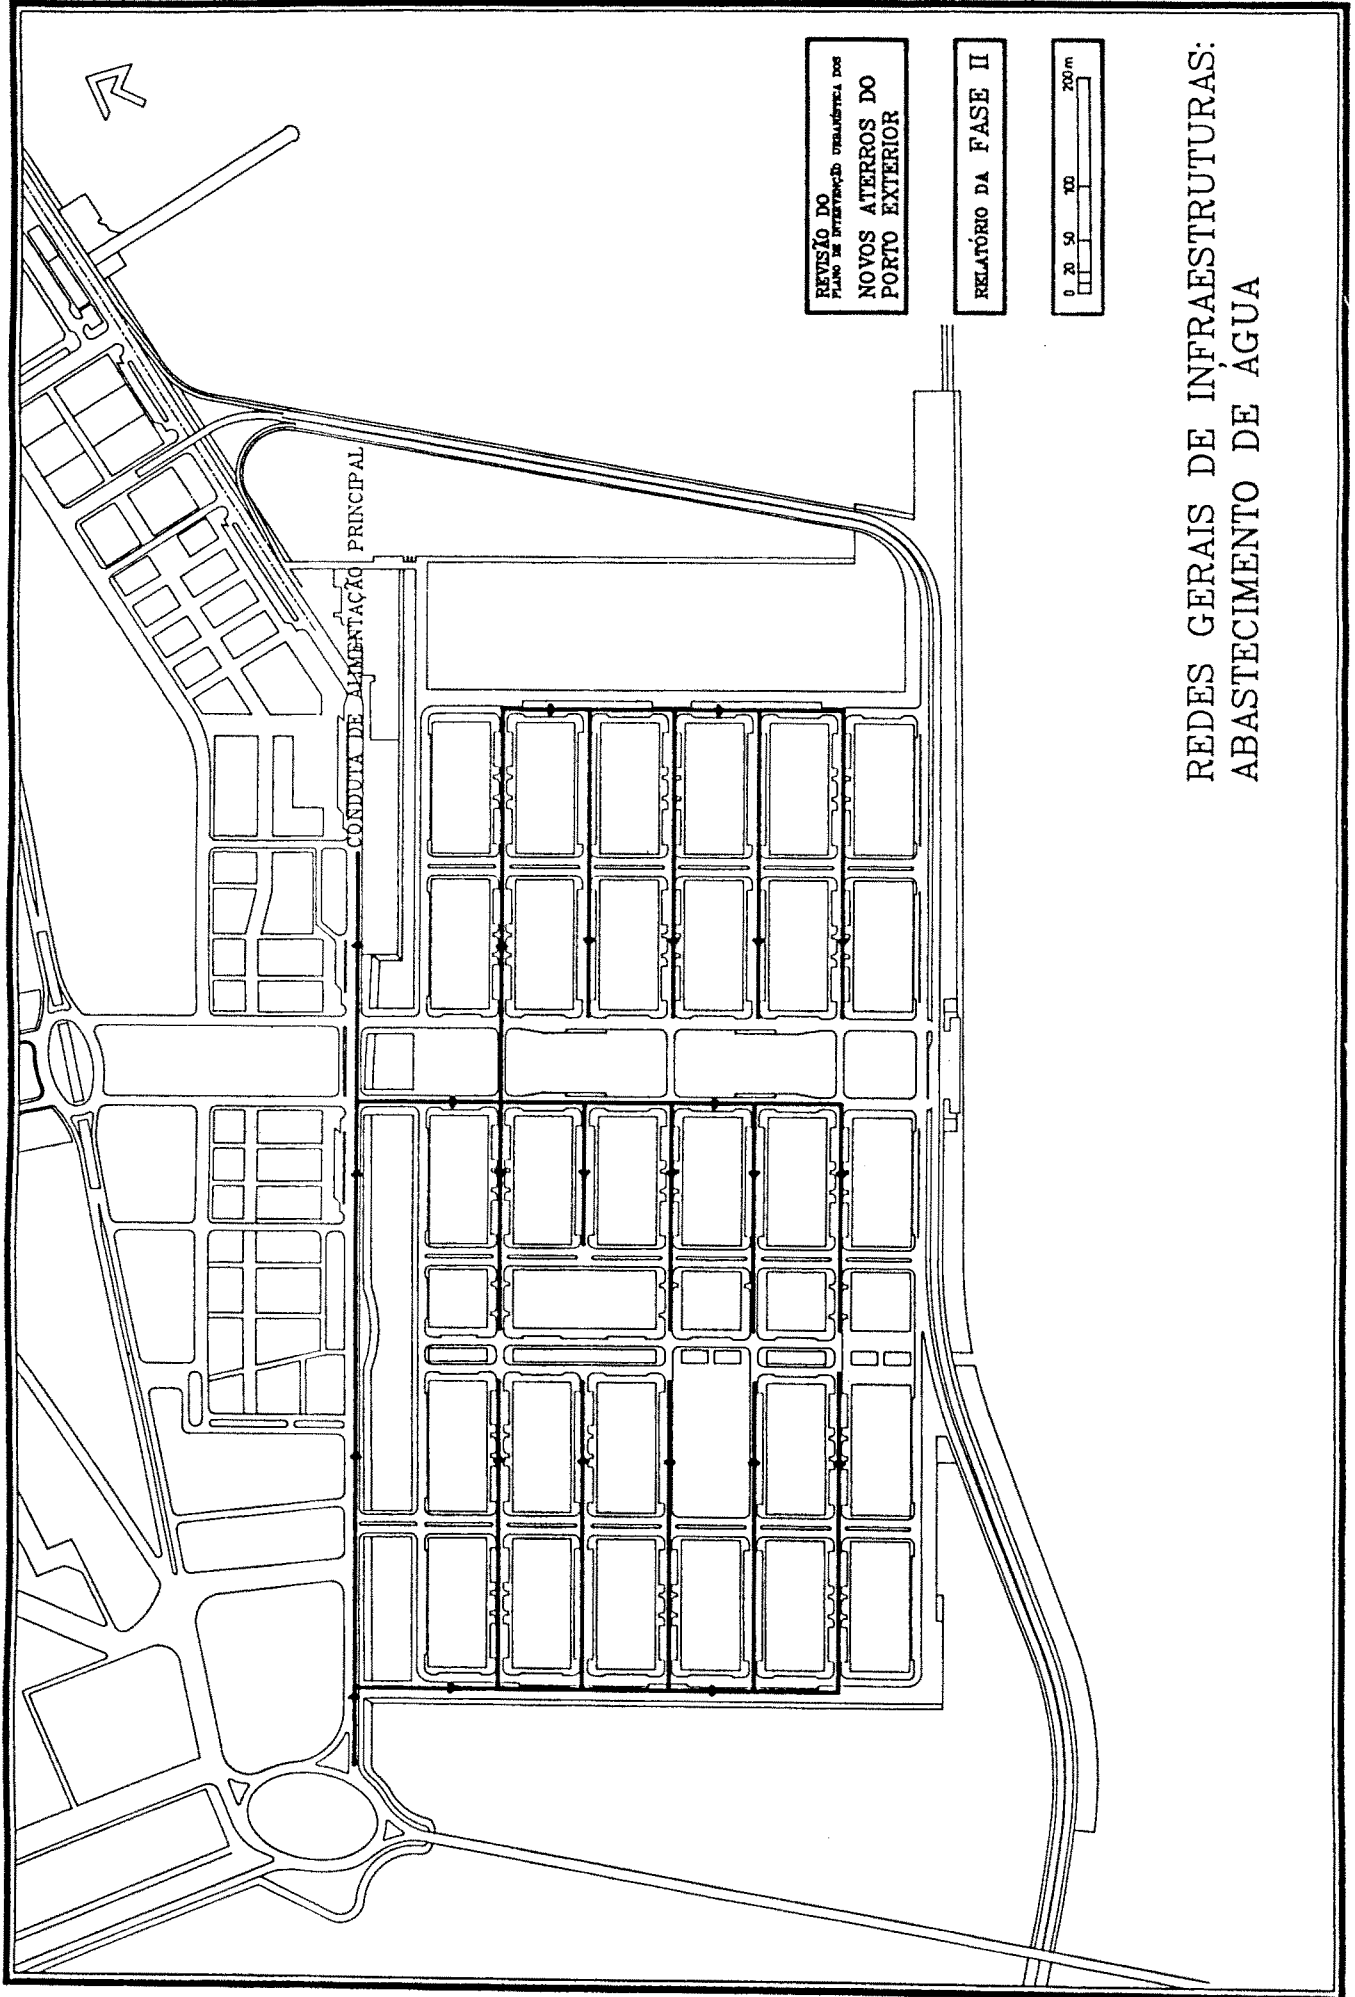 REVISÃO DO
PLANO DE INTERVENÇÃO URBANÍSTICA DOS
NOVOS ATERROS DO
PORTO EXTERIOR
RELATÓRIO DA FASE II
0 20 50 100 200 m
REDES GERAIS DE INFRAESTRUTURAS:
ABASTECIMENTO DE ÁGUA
CONDUTA DE ALIMENTAÇÃO PRINCIPAL